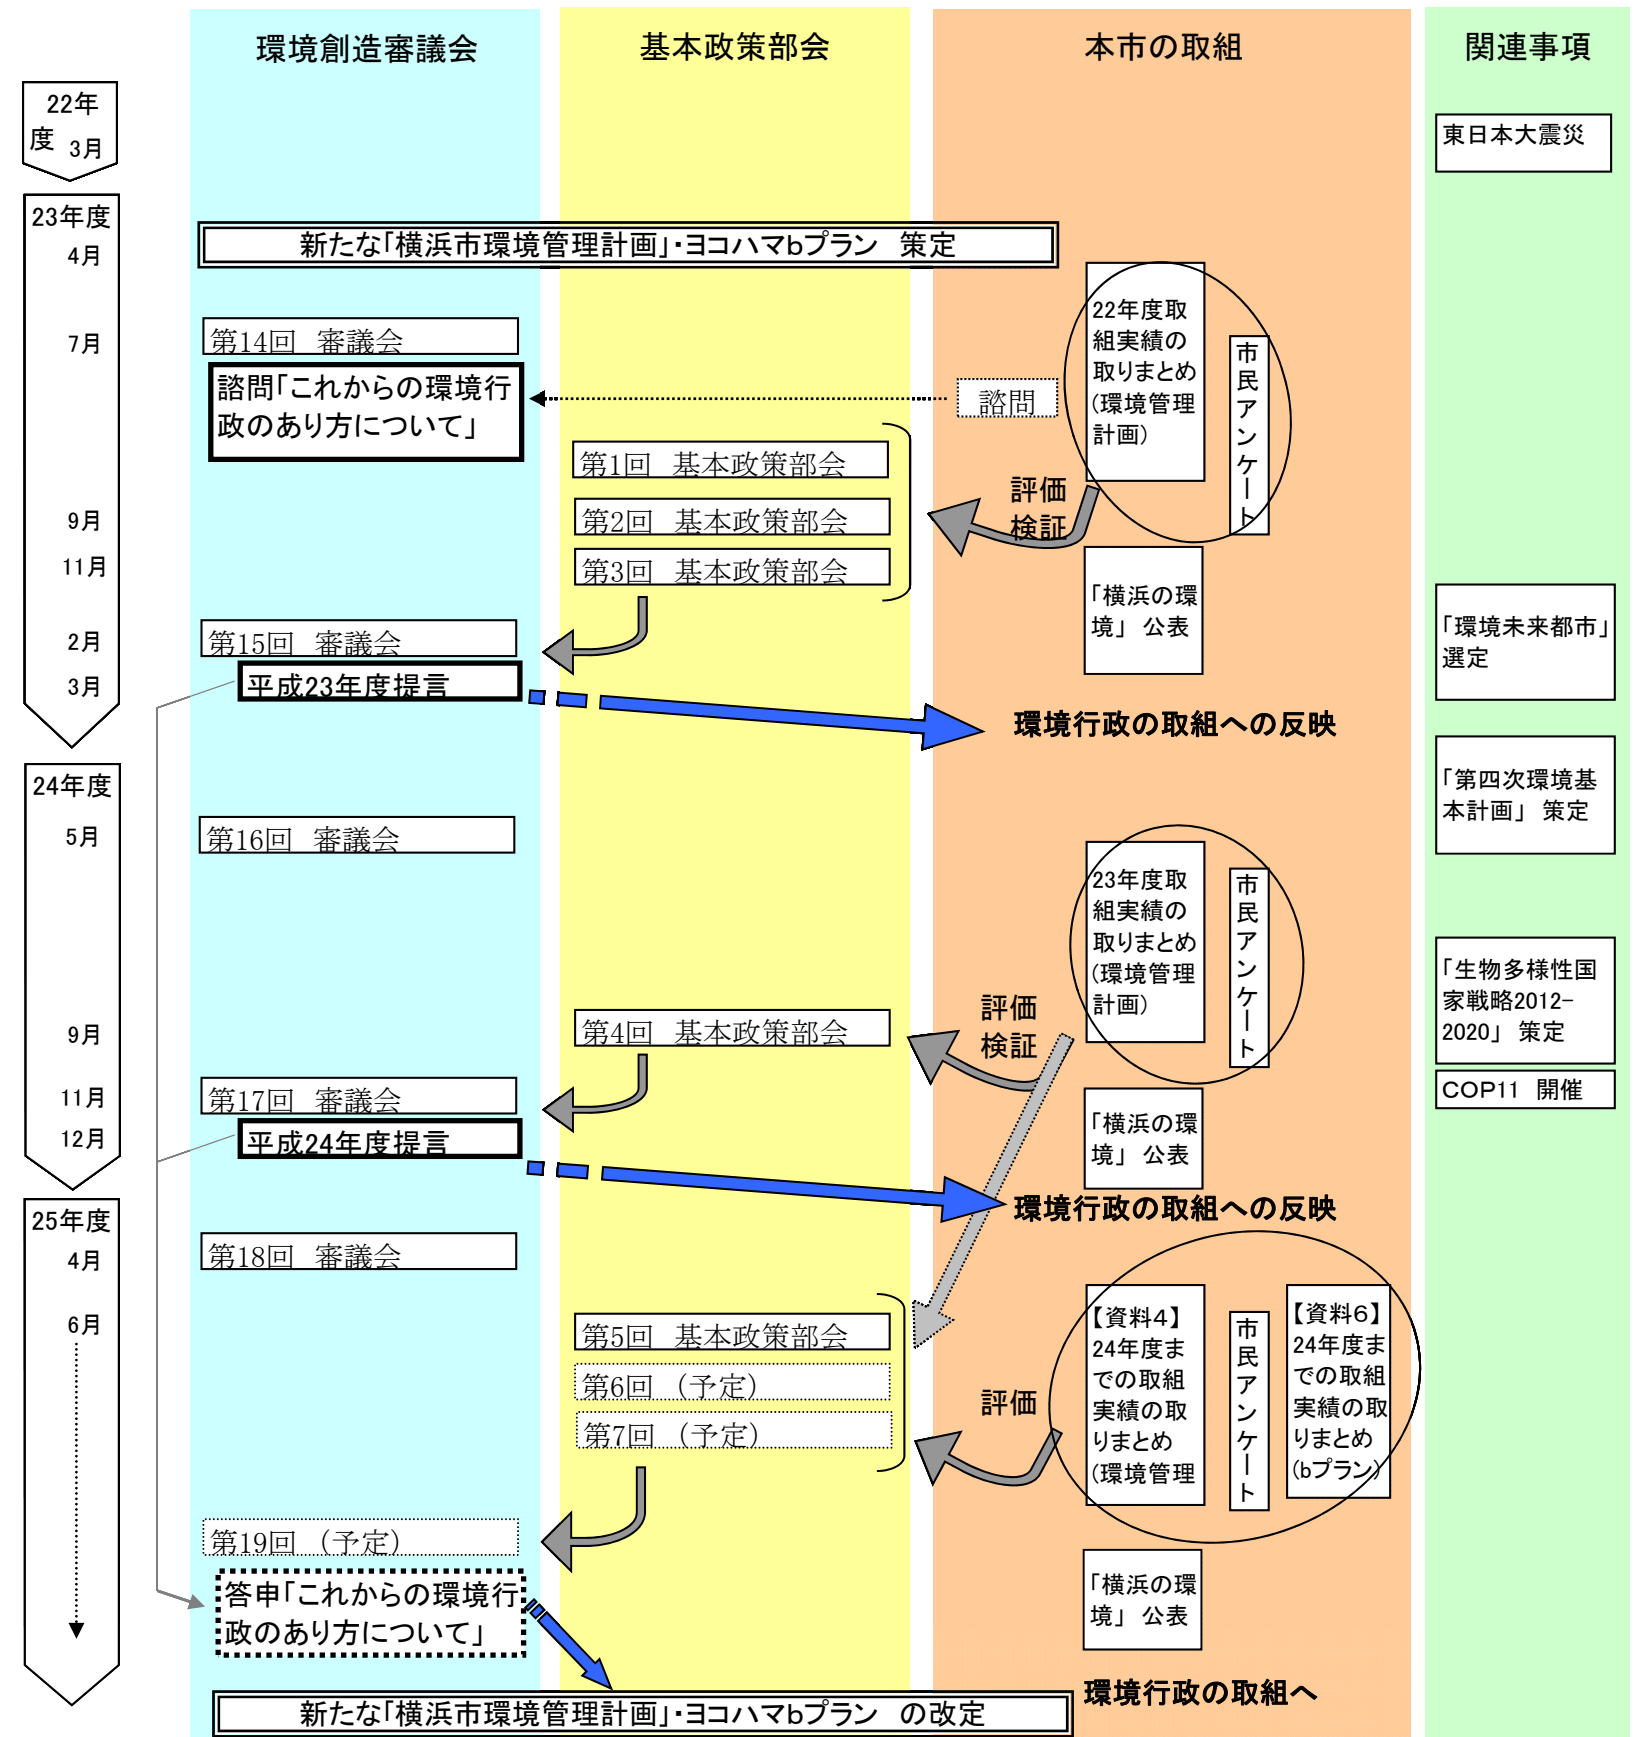 環境創造審議会
基本政策部会
本市の取組
関連事項
22年
度 3月
東日本大震災
23年度
4月
新たな「横浜市環境管理計画」・ヨコハマbプラン 策定
7月
第14回 審議会
諮問「これからの環境行
政のあり方について」
諮問
22年度取
組実績の
取りまとめ
(環境管理
計画)
市民アンケート
第1回 基本政策部会
第2回 基本政策部会
第3回 基本政策部会
評価
検証
9月
11月
「横浜の環
境」 公表
「環境未来都市」
選定
2月
第15回 審議会
3月
平成23年度提言
環境行政の取組への反映
「第四次環境基
本計画」 策定
24年度
5月
第16回 審議会
23年度取
組実績の
取りまとめ
(環境管理
計画)
市民アンケート
「生物多様性国
家戦略2012-
2020」 策定
COP11 開催
9月
第4回 基本政策部会
評価
検証
11月
第17回 審議会
12月
平成24年度提言
「横浜の環
境」 公表
環境行政の取組への反映
25年度
4月
第18回 審議会
6月
第5回 基本政策部会
第6回 (予定)
第7回 (予定)
評価
【資料4】
24年度ま
での取組
実績の取
りまとめ
(環境管理
市民アンケート
【資料6】
24年度ま
での取組
実績の取
りまとめ
(bプラン)
第19回 (予定)
答申「これからの環境行
政のあり方について」
「横浜の環
境」 公表
環境行政の取組へ
新たな「横浜市環境管理計画」・ヨコハマbプラン の改定